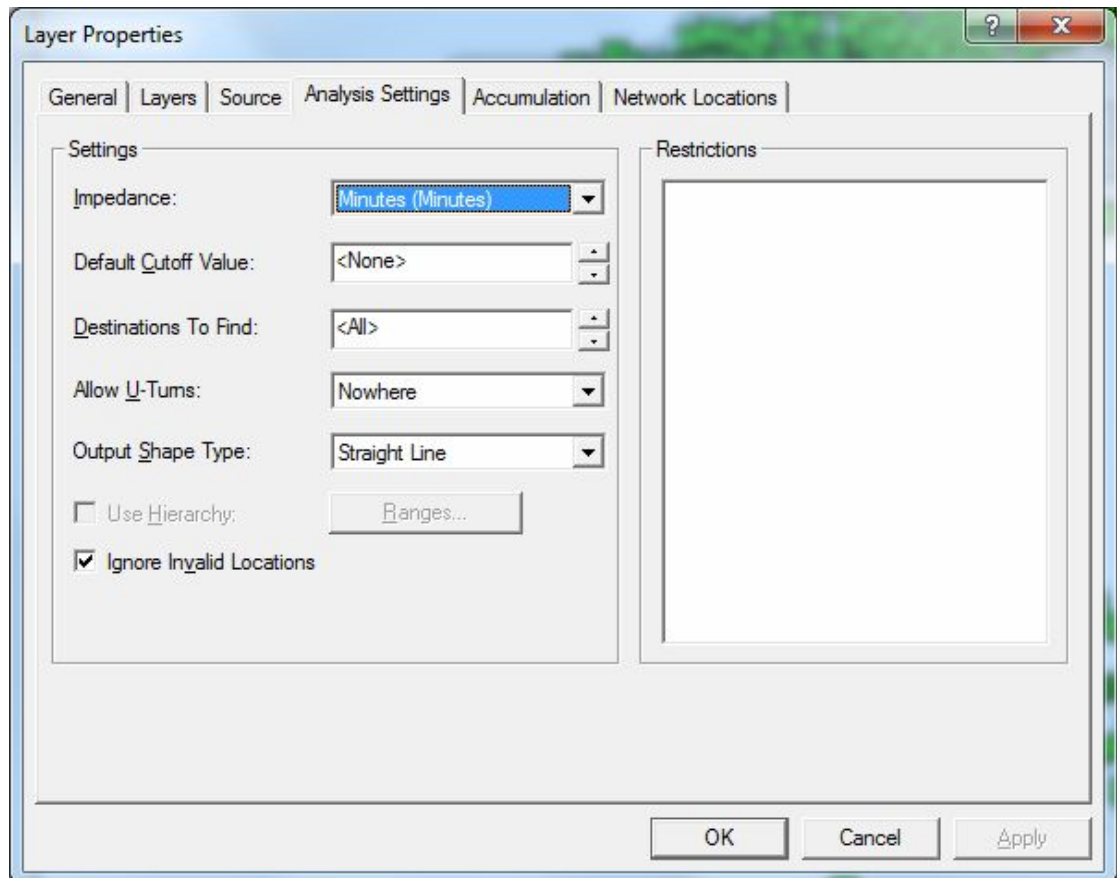 Layer Properties
?
General Layers Source Analysis Settings Accumulation Network Locations
Settings
Impedance: Minutes (Minutes)
Default Cutoff Value: <None>
Destinations To Find: <All>
Allow U-Turns: Nowhere
Output Shape Type: Straight Line
Use Hierarchy: Ranges...
Ignore Invalid Locations
Restrictions
OK Cancel Apply